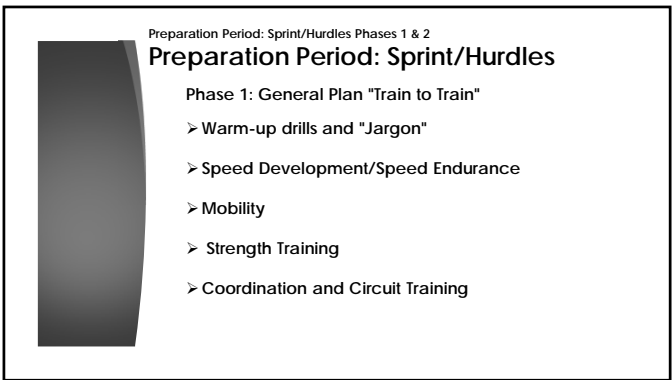 Preparation Period: Sprint/Hurdles Phases 1 & 2
Preparation Period: Sprint/Hurdles
Phase 1: General Plan "Train to Train"
➢ Warm-up drills and "Jargon"
➢ Speed Development/Speed Endurance
➢ Mobility
➢ Strength Training
➢ Coordination and Circuit Training